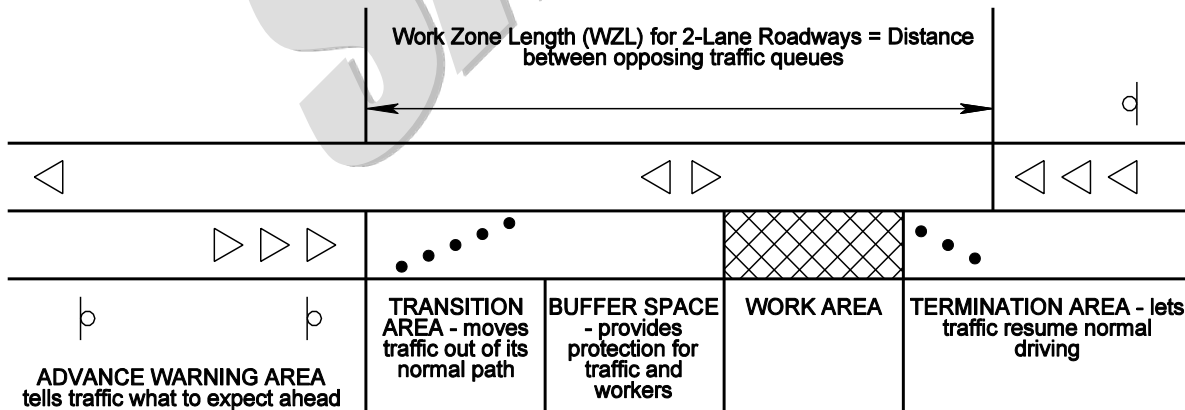 Work Zone Length (WZL) for 2-Lane Roadways = Distance
between opposing traffic queues
TRANSITION
AREA - moves
traffic out of its
normal path
BUFFER SPACE
- provides
protection for
traffic and
workers
WORK AREA
TERMINATION AREA - lets
traffic resume normal
driving
ADVANCE WARNING AREA
tells traffic what to expect ahead